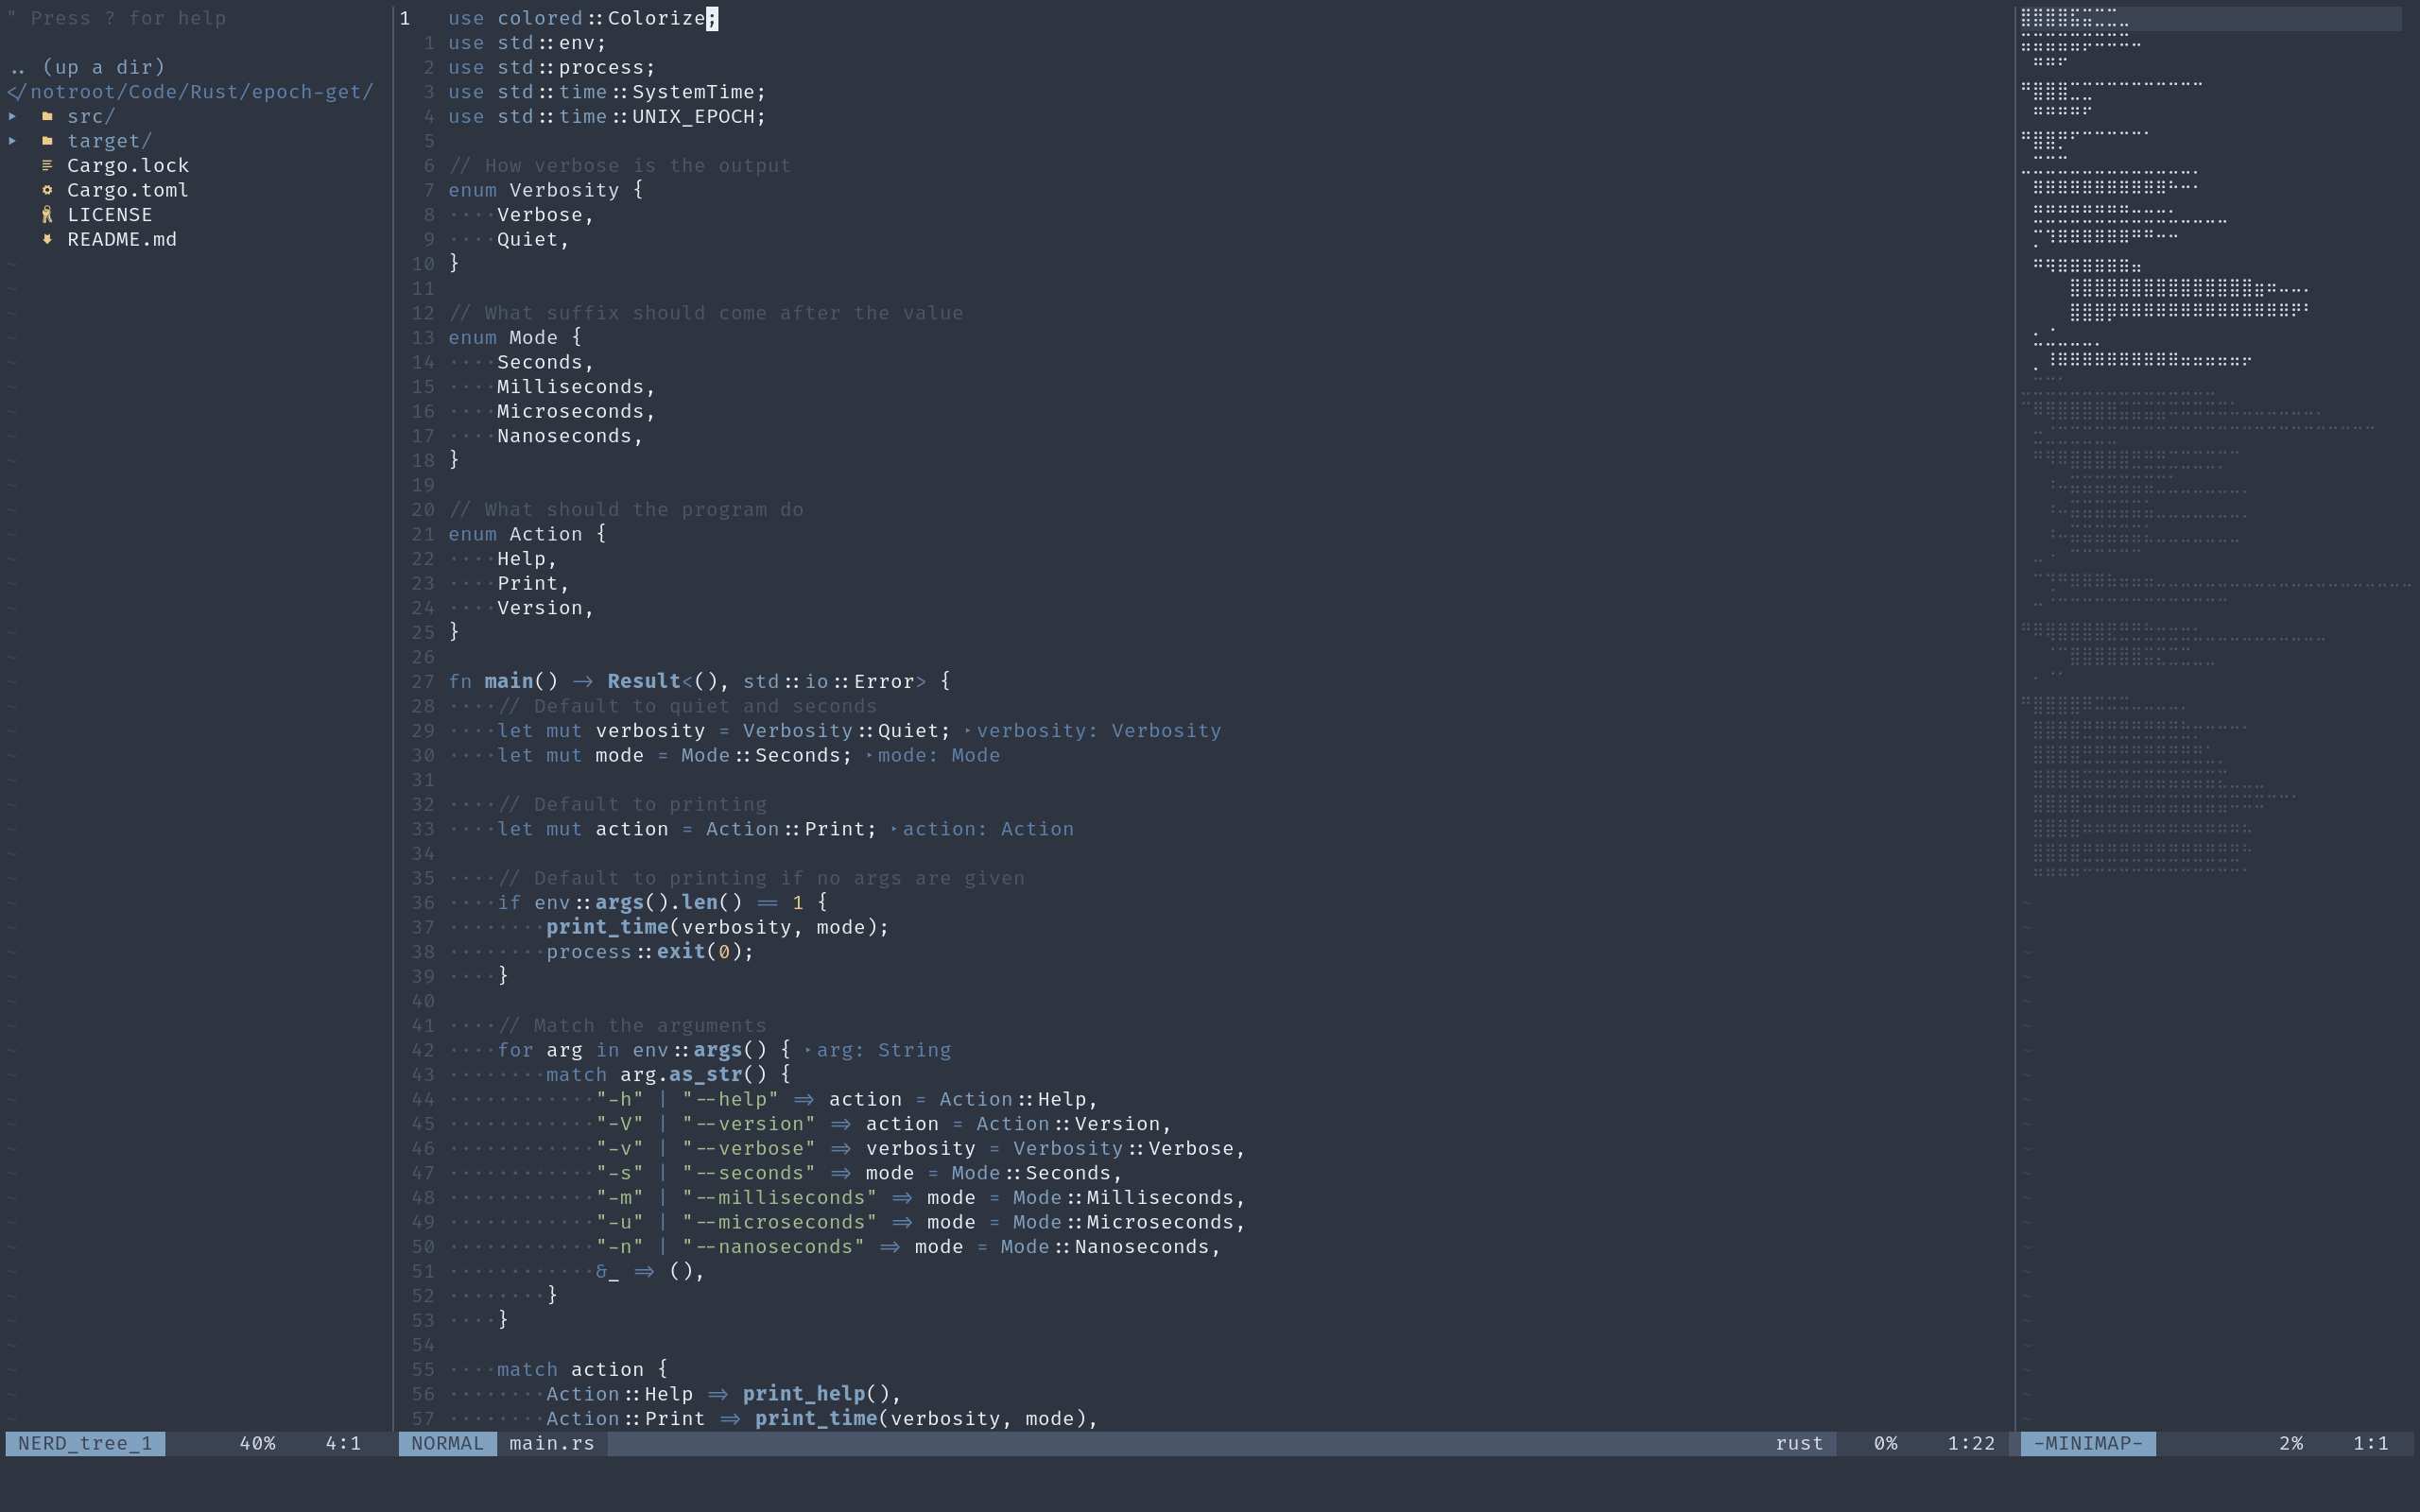 " Press ? for help
.. (up a dir)
</notroot/Code/Rust/epoch-get/
▸ src/
▸ target/
Cargo.lock
Cargo.toml
LICENSE
README.md
1 use colored::Colorize;
1 use std::env;
2 use std::process;
3 use std::time::SystemTime;
4 use std::time::UNIX_EPOCH;
5
6 // How verbose is the output
7 enum Verbosity {
8 ····Verbose,
9 ····Quiet,
10 }
11
12 // What suffix should come after the value
13 enum Mode {
14 ····Seconds,
15 ····Milliseconds,
16 ····Microseconds,
17 ····Nanoseconds,
18 }
19
20 // What should the program do
21 enum Action {
22 ····Help,
23 ····Print,
24 ····Version,
25 }
26
27 fn main() -> Result<(), std::io::Error> {
28 ····// Default to quiet and seconds
29 ····let mut verbosity = Verbosity::Quiet; ‣verbosity: Verbosity
30 ····let mut mode = Mode::Seconds; ‣mode: Mode
31
32 ····// Default to printing
33 ····let mut action = Action::Print; ‣action: Action
34
35 ····// Default to printing if no args are given
36 ····if env::args().len() == 1 {
37 ········print_time(verbosity, mode);
38 ········process::exit(0);
39 ····}
40
41 ····// Match the arguments
42 ····for arg in env::args() { ‣arg: String
43 ········match arg.as_str() {
44 ············"-h" | "--help" => action = Action::Help,
45 ············"-V" | "--version" => action = Action::Version,
46 ············"-v" | "--verbose" => verbosity = Verbosity::Verbose,
47 ············"-s" | "--seconds" => mode = Mode::Seconds,
48 ············"-m" | "--milliseconds" => mode = Mode::Milliseconds,
49 ············"-u" | "--microseconds" => mode = Mode::Microseconds,
50 ············"-n" | "--nanoseconds" => mode = Mode::Nanoseconds,
51 ············&_ => (),
52 ········}
53 ····}
54
55 ····match action {
56 ········Action::Help => print_help(),
57 ········Action::Print => print_time(verbosity, mode),
NERD_tree_1 40% 4:1
NORMAL main.rs rust 0% 1:22
-MINIMAP- 2% 1:1